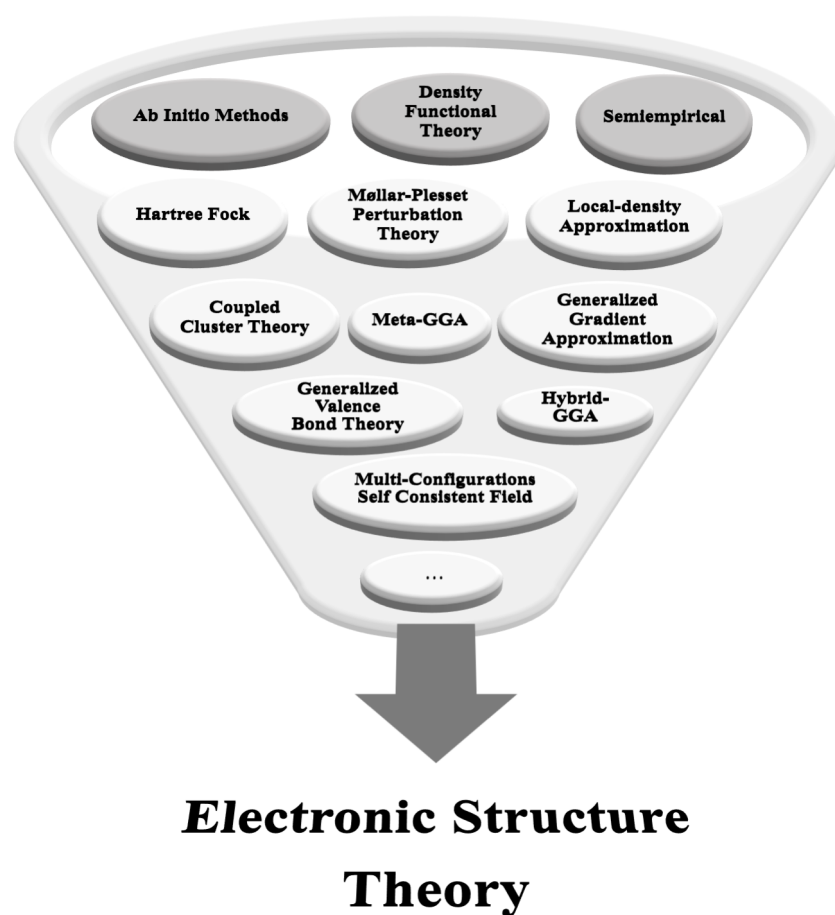 Ab Initio Methods
Density
Functional
Theory
Semiempirical
Hartree Fock
Møllar-Plesset
Perturbation
Theory
Local-density
Approximation
Coupled
Cluster Theory
Meta-GGA
Generalized
Gradient
Approximation
Generalized
Valence
Bond Theory
Hybrid-
GGA
Multi-Configurations
Self Consistent Field
...
Electronic Structure
Theory